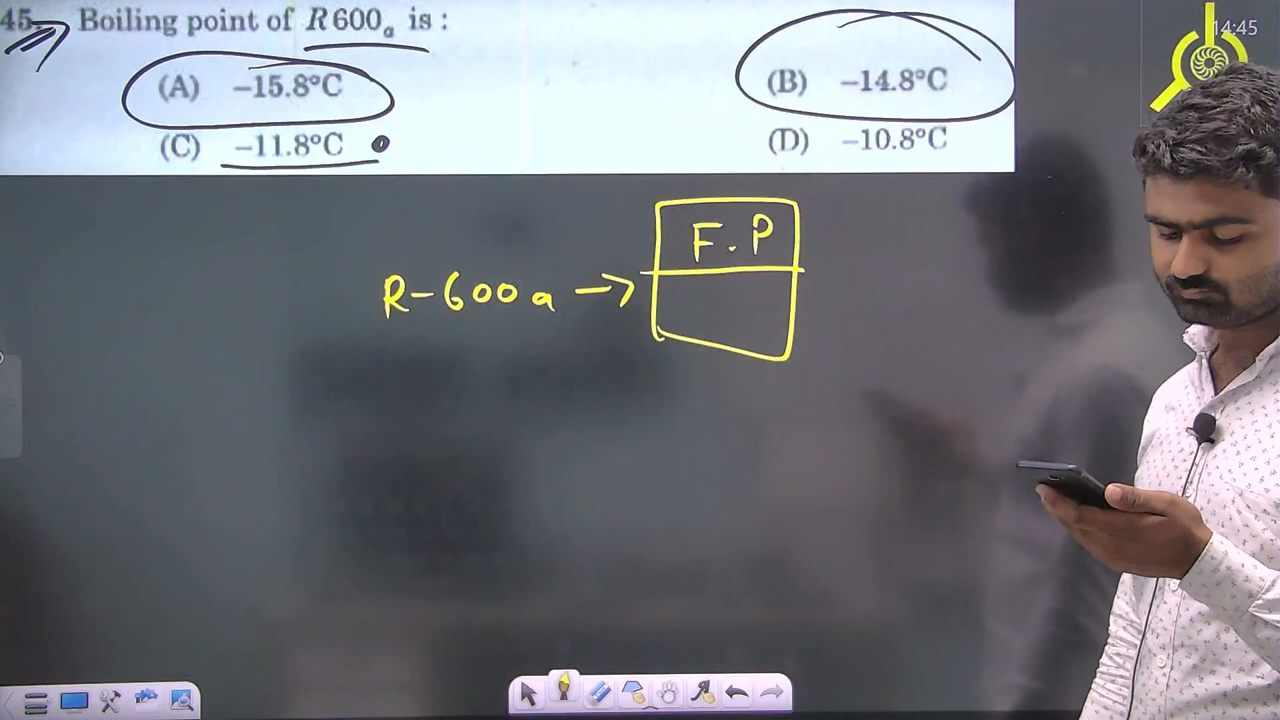 45. Boiling point of R600a is :
(A) –15.8°C
(B) –14.8°C
(C) –11.8°C
(D) –10.8°C
14:45
F.P
R-600a →